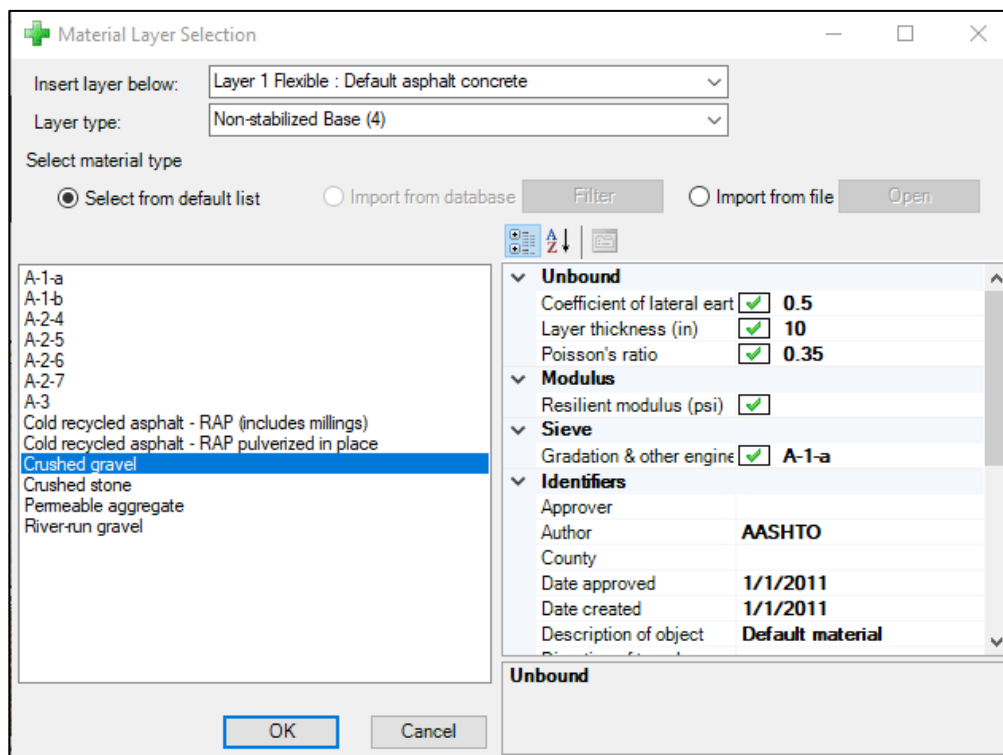 Material Layer Selection
Insert layer below: Layer 1 Flexible : Default asphalt concrete
Layer type: Non-stabilized Base (4)
Select material type
Select from default list Import from database Filter Import from file Open
A-1-a
A-1-b
A-2-4
A-2-5
A-2-6
A-2-7
A-3
Cold recycled asphalt - RAP (includes millings)
Cold recycled asphalt - RAP pulverized in place
Crushed gravel
Crushed stone
Permeable aggregate
River-run gravel
Unbound
Coefficient of lateral eart 0.5
Layer thickness (in) 10
Poisson's ratio 0.35
Modulus
Resilient modulus (psi)
Sieve
Gradation & other engine A-1-a
Identifiers
Approver
Author AASHTO
County
Date approved 1/1/2011
Date created 1/1/2011
Description of object Default material
Unbound
OK Cancel